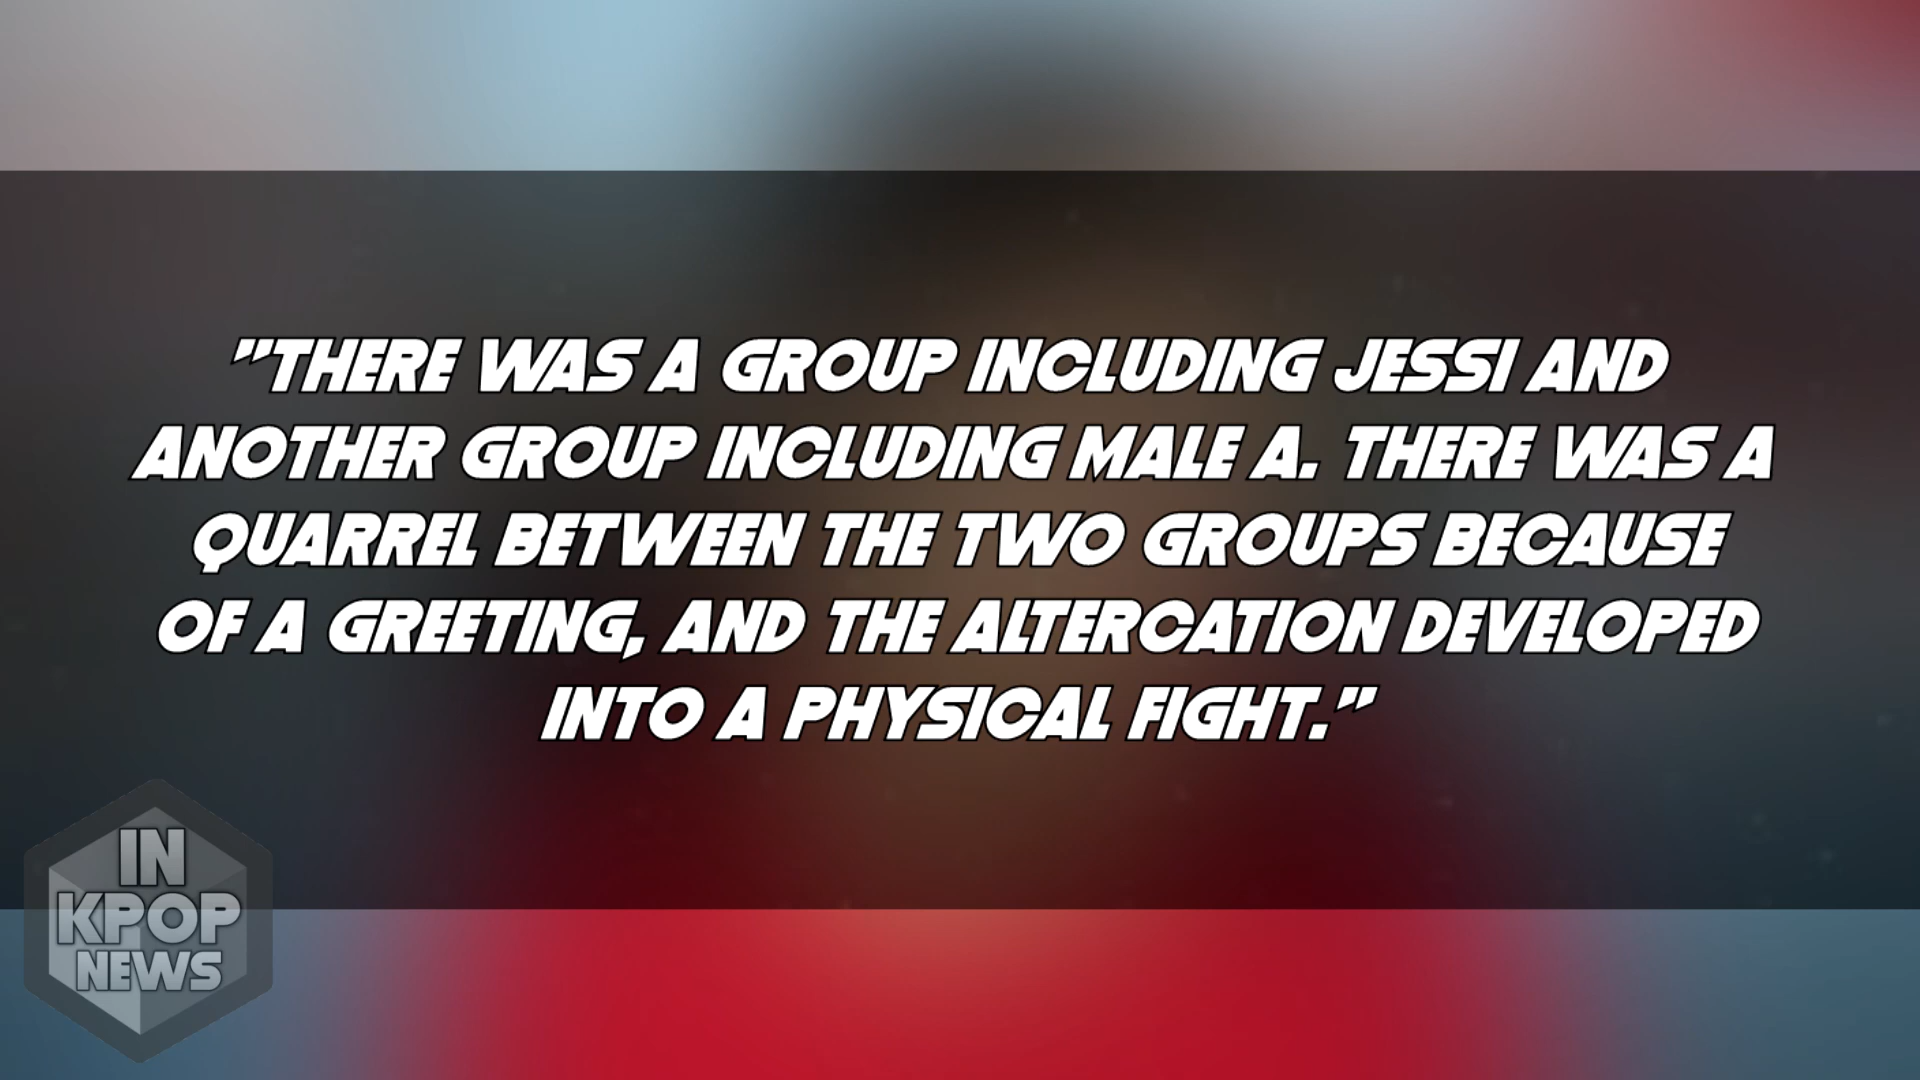 "THERE WAS A GROUP INCLUDING JESSI AND
ANOTHER GROUP INCLUDING MALE A. THERE WAS A
QUARREL BETWEEN THE TWO GROUPS BECAUSE
OF A GREETING, AND THE ALTERCATION DEVELOPED
INTO A PHYSICAL FIGHT."
IN
KPOP
NEWS